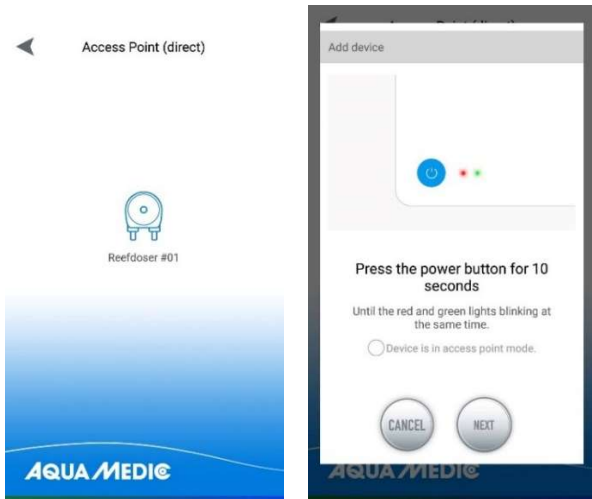 Access Point (direct)
Reefdoser #01
AQUA MEDIC
Add device
Press the power button for 10
seconds
Until the red and green lights blinking at
the same time.
Device is in access point mode.
CANCEL
NEXT
AQUA MEDIC